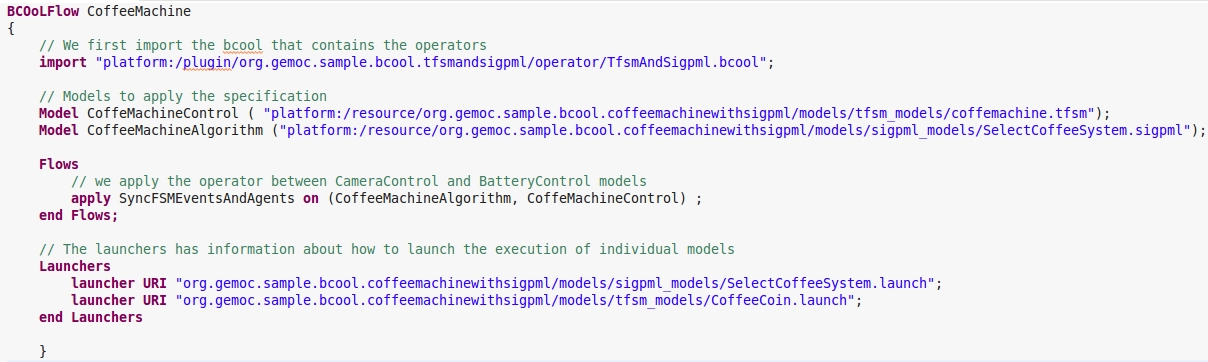 BCOoLFlow CoffeeMachine
{
// We first import the bcool that contains the operators
import "platform:/plugin/org.gemoc.sample.bcool.tfsmandsigpml/operator/TfsmAndSigpml.bcool";
// Models to apply the specification
Model CoffeMachineControl ( "platform:/resource/org.gemoc.sample.bcool.coffeemachinewithsigpml/models/tfsm_models/coffemachine.tfsm");
Model CoffeeMachineAlgorithm ("platform:/resource/org.gemoc.sample.bcool.coffeemachinewithsigpml/models/sigpml_models/SelectCoffeeSystem.sigpml");
Flows
// we apply the operator between CameraControl and BatteryControl models
apply SyncFSMEventsAndAgents on (CoffeeMachineAlgorithm, CoffeMachineControl) ;
end Flows;
// The launchers has information about how to launch the execution of individual models
Launchers
launcher URI "org.gemoc.sample.bcool.coffeemachinewithsigpml/models/sigpml_models/SelectCoffeeSystem.launch";
launcher URI "org.gemoc.sample.bcool.coffeemachinewithsigpml/models/tfsm_models/CoffeeCoin.launch";
end Launchers
}